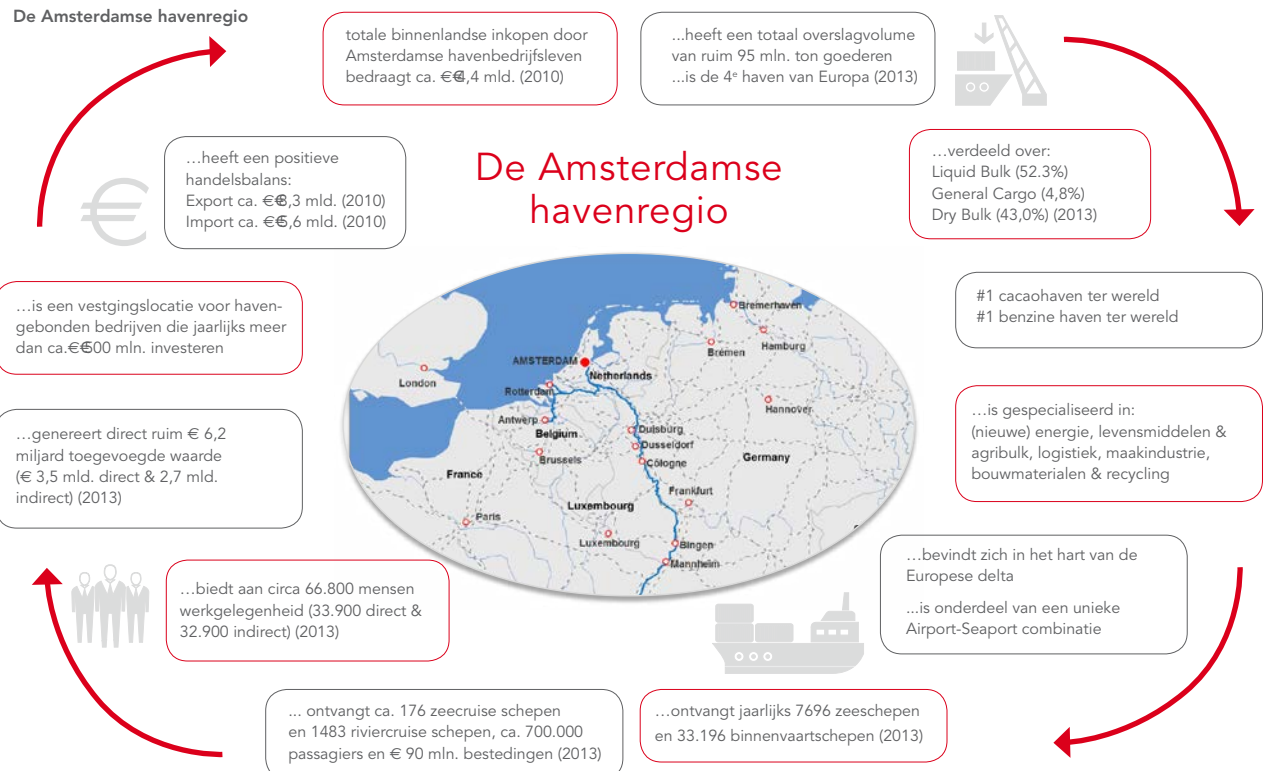 De Amsterdamse havenregio
totale binnenlandse inkopen door
Amsterdamse havenbedrijfsleven
bedraagt ca. €€4,4 mld. (2010)
...heeft een totaal overslagvolume
van ruim 95 mln. ton goederen
...is de 4e haven van Europa (2013)
…heeft een positieve
handelsbalans:
Export ca. €€8,3 mld. (2010)
Import ca. €€5,6 mld. (2010)
€
De Amsterdamse
havenregio
…verdeeld over:
Liquid Bulk (52.3%)
General Cargo (4,8%)
Dry Bulk (43,0%) (2013)
…is een vestigingslocatie voor haven-
gebonden bedrijven die jaarlijks meer
dan ca.€€500 mln. investeren
#1 cacaohaven ter wereld
#1 benzine haven ter wereld
…genereert direct ruim € 6,2
miljard toegevoegde waarde
(€ 3,5 mld. direct & 2,7 mld.
indirect) (2013)
…is gespecialiseerd in:
(nieuwe) energie, levensmiddelen &
agribulk, logistiek, maakindustrie,
bouwmaterialen & recycling
Bremerhaven
Hamburg
Bremen
AMSTERDAM
Netherlands
London
Rotterdam
Hannover
Antwerp
Belgium
Duisburg
Dusseldorf
Brussels
Cologne
Germany
France
Frankfurt
Luxembourg
Paris
Luxembourg
Bingen
Mannheim
…biedt aan circa 66.800 mensen
werkgelegenheid (33.900 direct &
32.900 indirect) (2013)
…bevindt zich in het hart van de
Europese delta
...is onderdeel van een unieke
Airport-Seaport combinatie
... ontvangt ca. 176 zeecruise schepen
en 1483 riviercruise schepen, ca. 700.000
passagiers en € 90 mln. bestedingen (2013)
…ontvangt jaarlijks 7696 zeeschepen
en 33.196 binnenvaartschepen (2013)